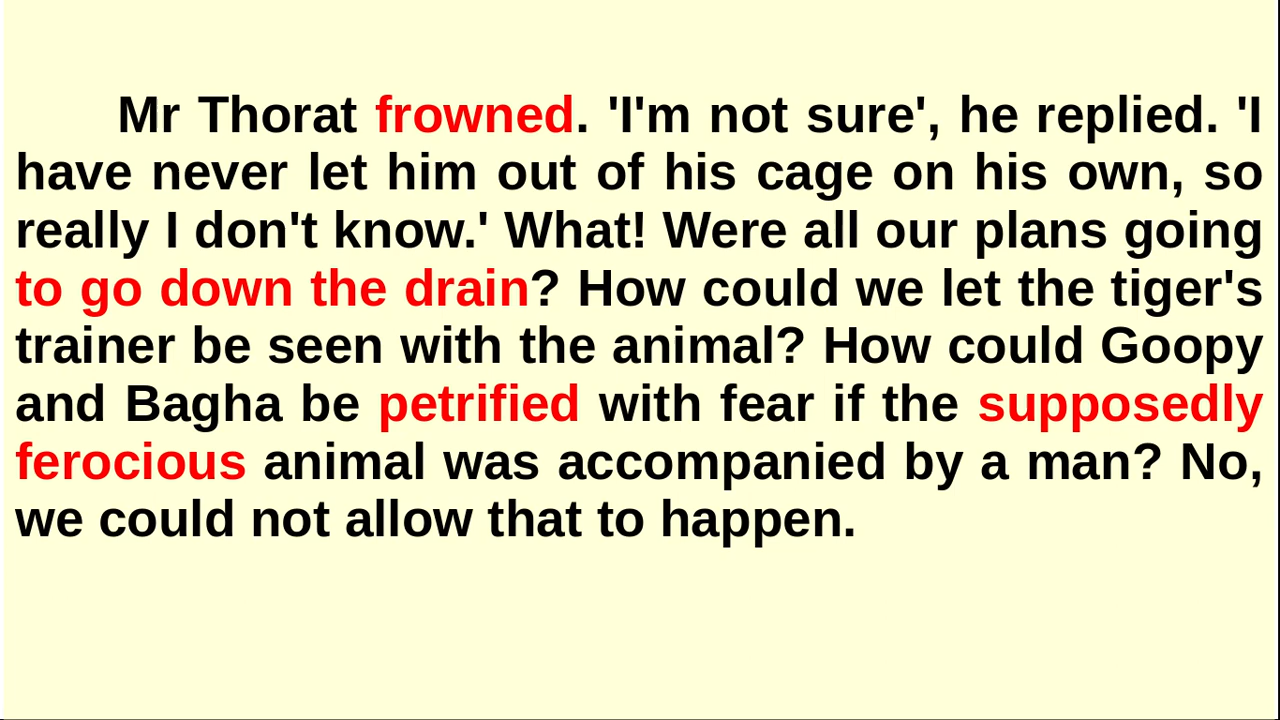 Mr Thorat frowned. 'I'm not sure', he replied. 'I
have never let him out of his cage on his own, so
really I don't know.' What! Were all our plans going
to go down the drain? How could we let the tiger's
trainer be seen with the animal? How could Goopy
and Bagha be petrified with fear if the supposedly
ferocious animal was accompanied by a man? No,
we could not allow that to happen.